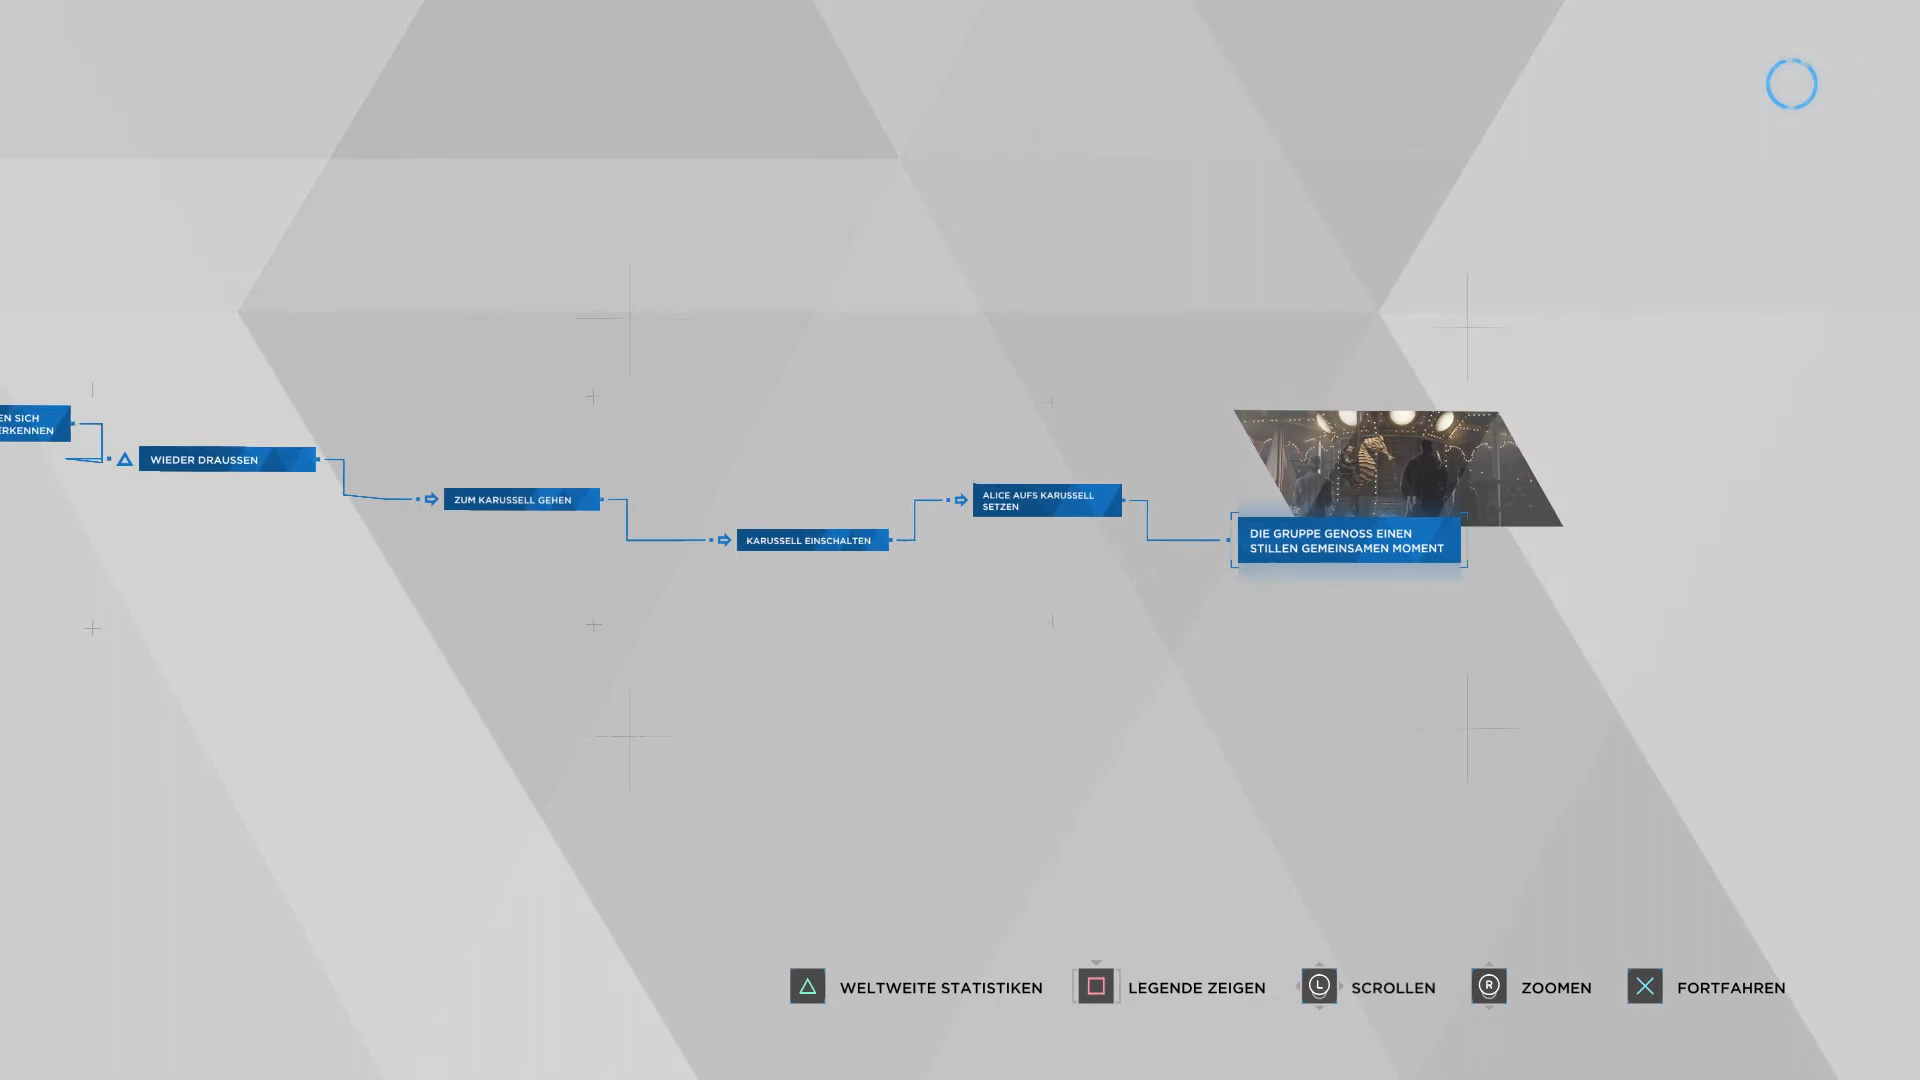 EN SICH
ERKENNEN
WIEDER DRAUSSEN
ZUM KARUSSELL GEHEN
KARUSSELL EINSCHALTEN
ALICE AUFS KARUSSELL
SETZEN
DIE GRUPPE GENOSS EINEN
STILLEN GEMEINSAMEN MOMENT
WELTWEITE STATISTIKEN
LEGENDE ZEIGEN
L SCROLLEN
R ZOOMEN
FORTFAHREN